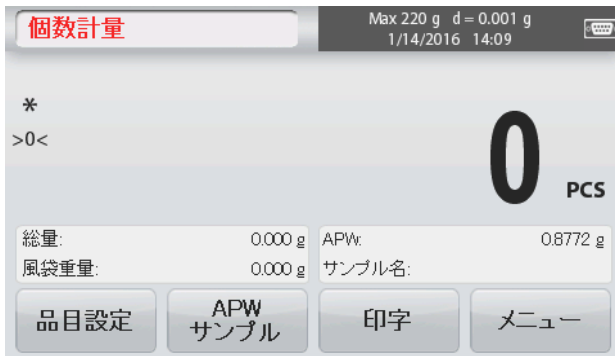 個数計量
Max 220 g d = 0.001 g
1/14/2016 14:09
*
>0<
0 PCS
総量: 0.000 g APW: 0.8772 g
風袋重量: 0.000 g サンプル名:
品目設定 APW サンプル 印字 メニュー